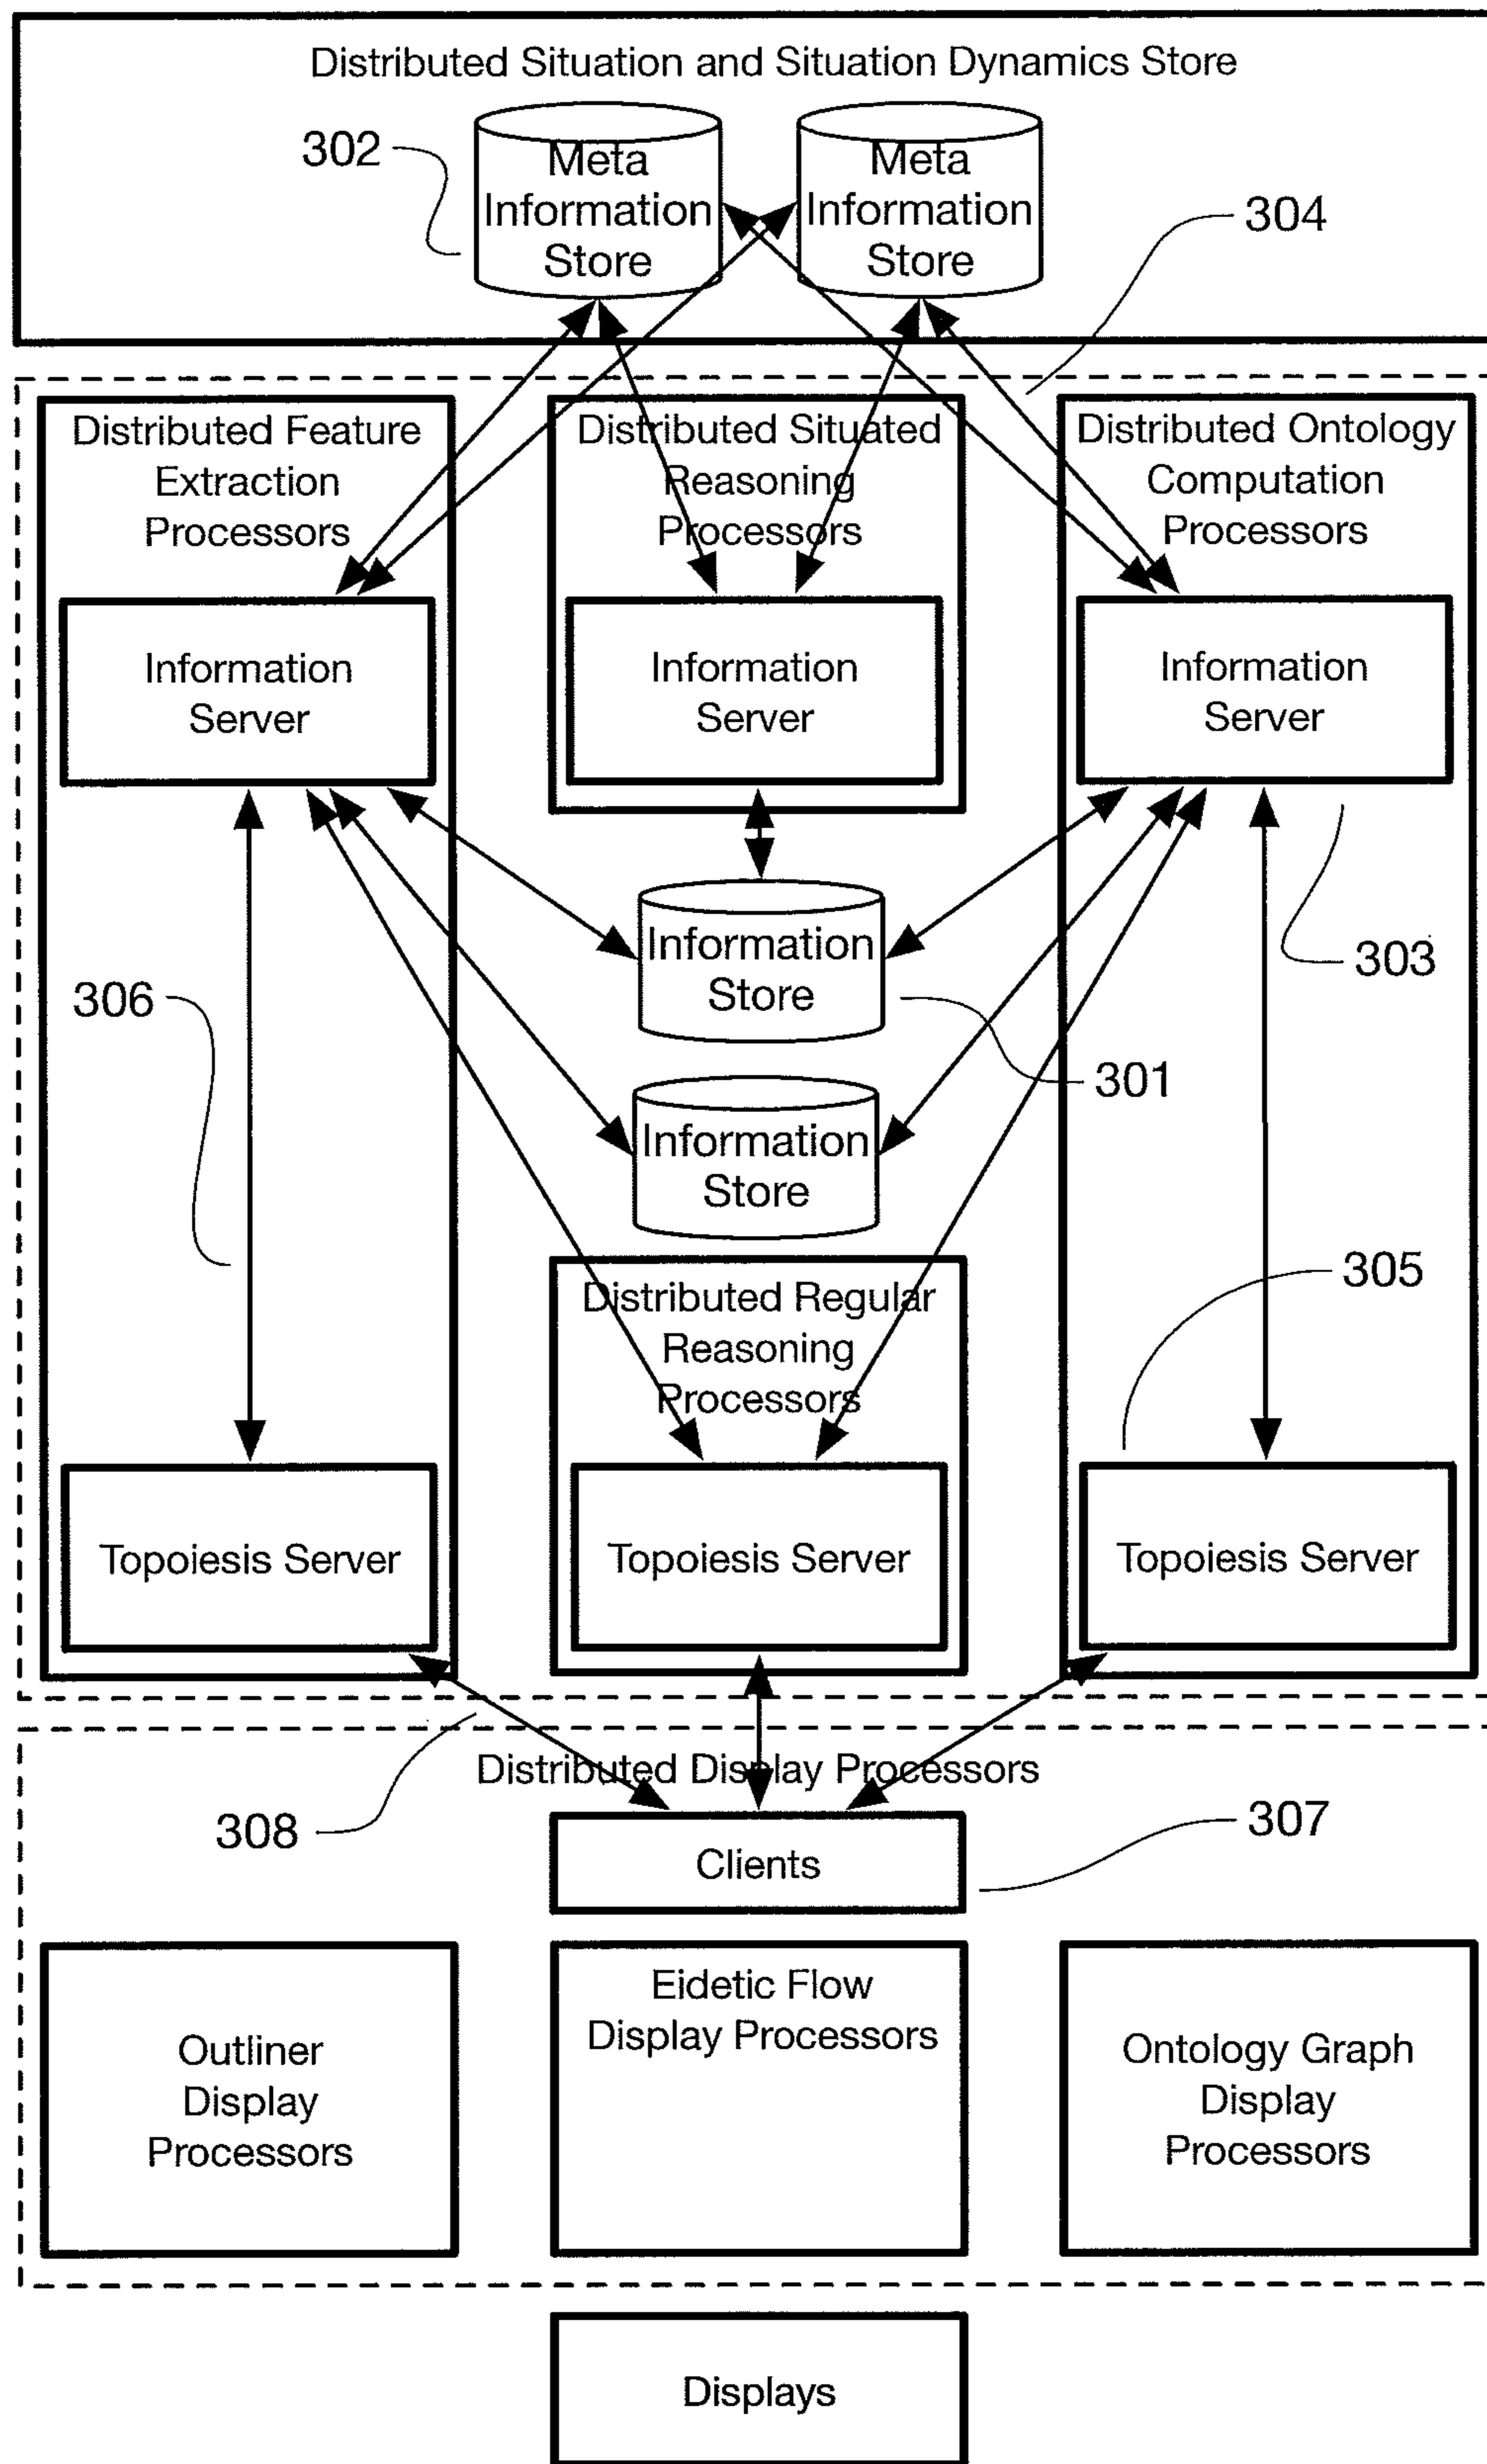 Distributed Situation and Situation Dynamics Store
302
Meta
Information
Store
Meta
Information
Store
304
Distributed Feature
Extraction
Processors
Distributed Situated
Reasoning
Processors
Distributed Ontology
Computation
Processors
Information
Server
Information
Server
Information
Server
303
306
Information
Store
301
Information
Store
305
Distributed Regular
Reasoning
Processors
Topoiesis Server
Topoiesis Server
Topoiesis Server
Distributed Display Processors
308
307
Clients
Outliner
Display
Processors
Eidetic Flow
Display Processors
Ontology Graph
Display
Processors
Displays